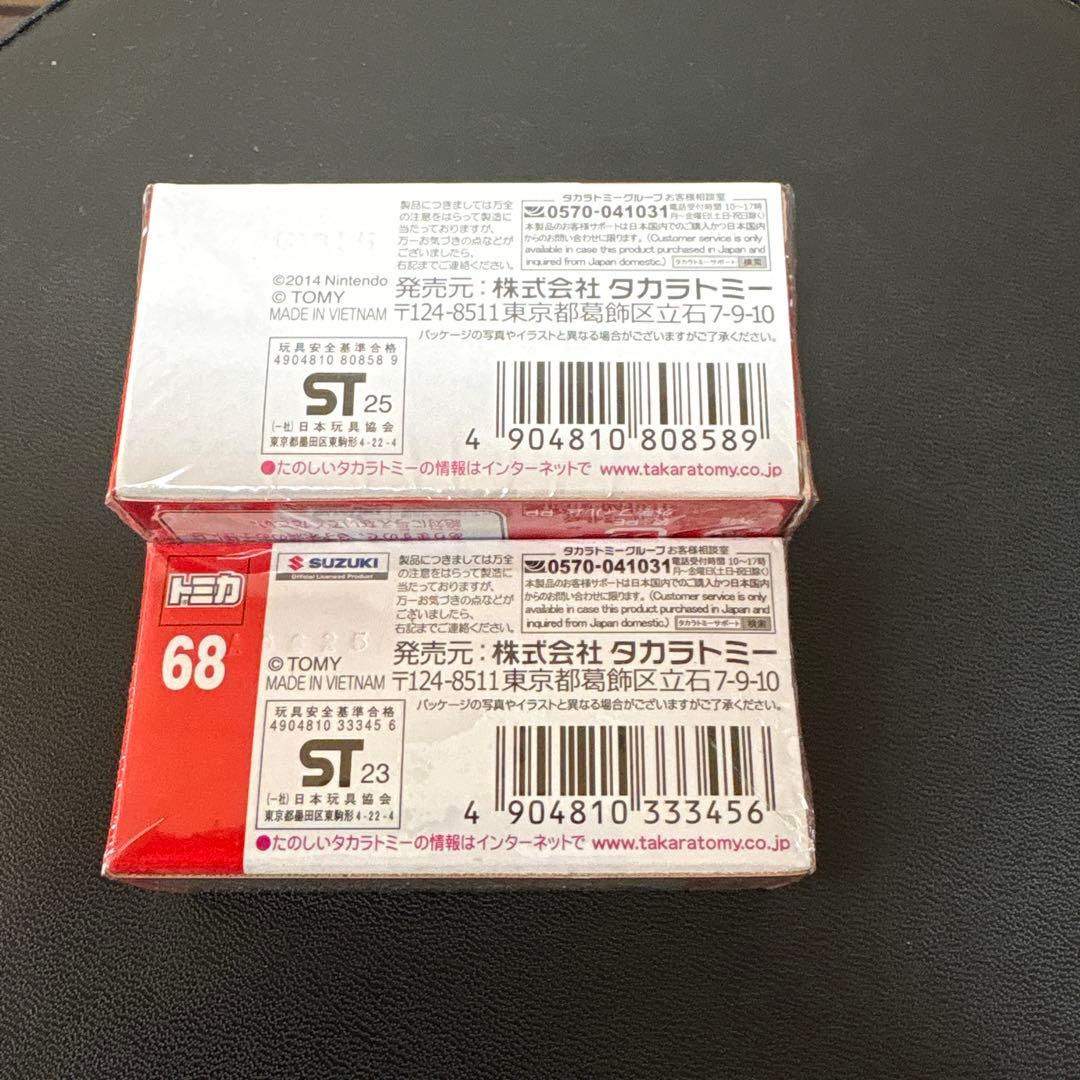 製品につきましては万全
の注意をはらって製造に
当たっておりますが、
万一お気づきの点などが
ございましたら、
右記までご連絡ください。
タカラトミーグループ お客様相談室
0570-041031 電話受付時間 10〜17時
月〜金曜日(土日・祝日除く)
本製品のお客様サポートは日本国内でのご購入かつ日本国内
からのお問い合わせに限ります。(Customer service is only
available in case this product purchased in Japan and
inquired from Japan domestic.) タカラトミーサポート 検索
©2014 Nintendo
© TOMY
MADE IN VIETNAM
発売元：株式会社 タカラトミー
〒124-8511 東京都葛飾区立石7-9-10
パッケージの写真やイラストと異なる場合がございますがご了承ください。
玩具安全基準合格
4904810 80858 9
ST 25
(一社)日本玩具協会
東京都墨田区東駒形4-22-4
4 904810 808589
●たのしいタカラトミーの情報はインターネットで www.takaratomy.co.jp
トミカ
68
SUZUKI
Official Licensed Product
製品につきましては万全
の注意をはらって製造に
当たっておりますが、
万一お気づきの点などが
ございましたら、
右記までご連絡ください。
タカラトミーグループ お客様相談室
0570-041031 電話受付時間 10〜17時
月〜金曜日(土日・祝日除く)
本製品のお客様サポートは日本国内でのご購入かつ日本国内
からのお問い合わせに限ります。(Customer service is only
available in case this product purchased in Japan and
inquired from Japan domestic.) タカラトミーサポート 検索
© TOMY
MADE IN VIETNAM
発売元：株式会社 タカラトミー
〒124-8511 東京都葛飾区立石7-9-10
パッケージの写真やイラストと異なる場合がございますがご了承ください。
玩具安全基準合格
4904810 33345 6
ST 23
(一社)日本玩具協会
東京都墨田区東駒形4-22-4
4 904810 333456
●たのしいタカラトミーの情報はインターネットで www.takaratomy.co.jp